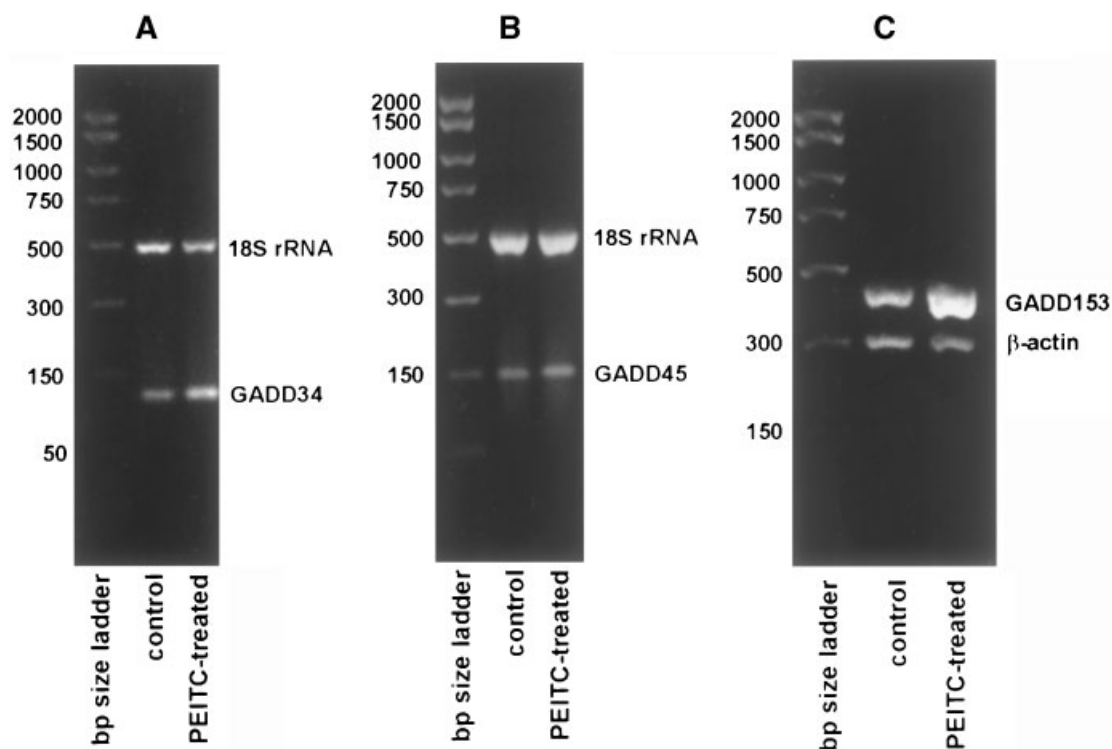 A
2000
1500
1000
750
500
300
150
50
18S rRNA
GADD34
bp size ladder
control
PEITC-treated
B
2000
1500
1000
750
500
300
150
18S rRNA
GADD45
bp size ladder
control
PEITC-treated
C
2000
1500
1000
750
500
300
150
GADD153
β-actin
bp size ladder
control
PEITC-treated